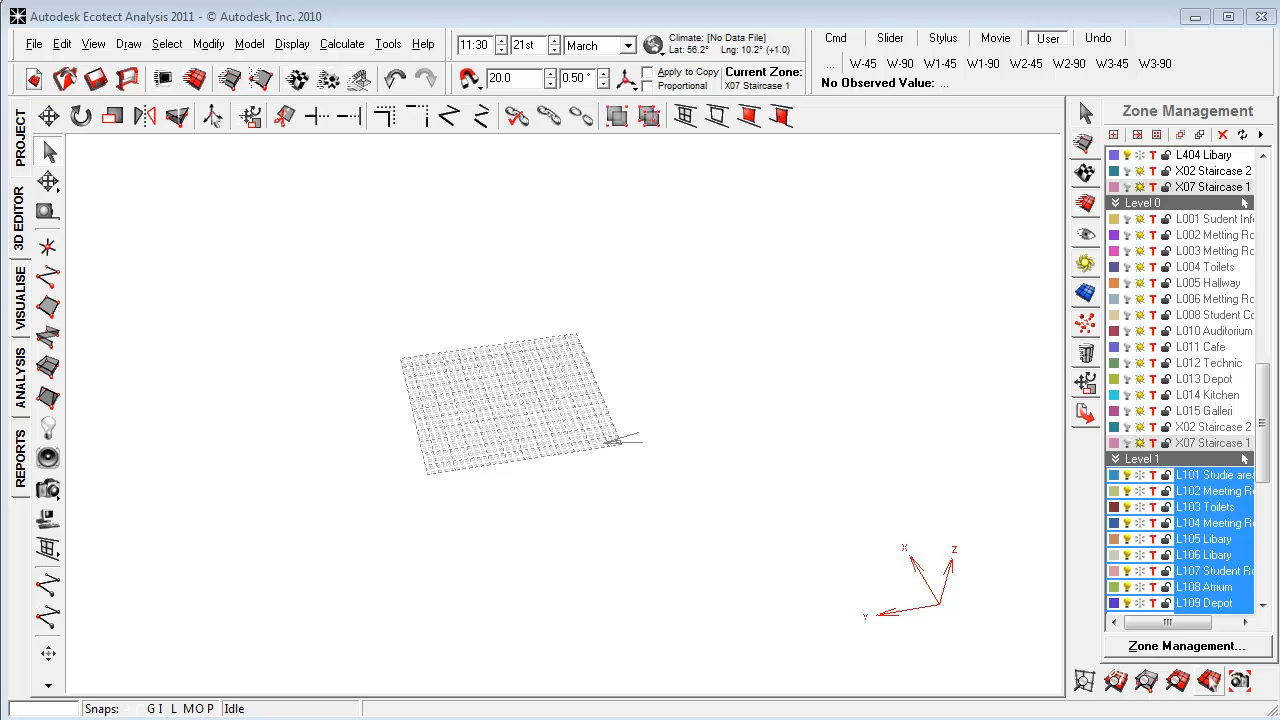 Autodesk Ecotect Analysis 2011 - © Autodesk, Inc. 2010
File Edit View Draw Select Modify Model Display Calculate Tools Help
11:30 21st March
Climate: [No Data File]
Lat: 56.2° Lng: 10.2° (+1.0)
Cmd Slider Stylus Movie User Undo
... W-45 W-90 W1-45 W1-90 W2-45 W2-90 W3-45 W3-90
20.0 0.50 °
Apply to Copy
Proportional
Current Zone:
X07 Staircase 1
No Observed Value: ...
PROJECT
3D EDITOR
VISUALISE
ANALYSIS
REPORTS
X
Z
Y
Zone Management
L404 Libary
X02 Staircase 2
X07 Staircase 1
Level 0
L001 Sudent Info
L002 Metting Ro
L003 Metting Ro
L004 Toilets
L005 Hallway
L006 Metting Ro
L008 Student Co
L010 Auditorium
L011 Cafe
L012 Technic
L013 Depot
L014 Kitchen
L015 Galleri
X02 Staircase 2
X07 Staircase 1
Level 1
L101 Studie area
L102 Meeting R
L103 Toilets
L104 Meeting R
L105 Libary
L106 Libary
L107 Student Ro
L108 Atrium
L109 Depot
Zone Management...
Snaps: G I L M O P Idle